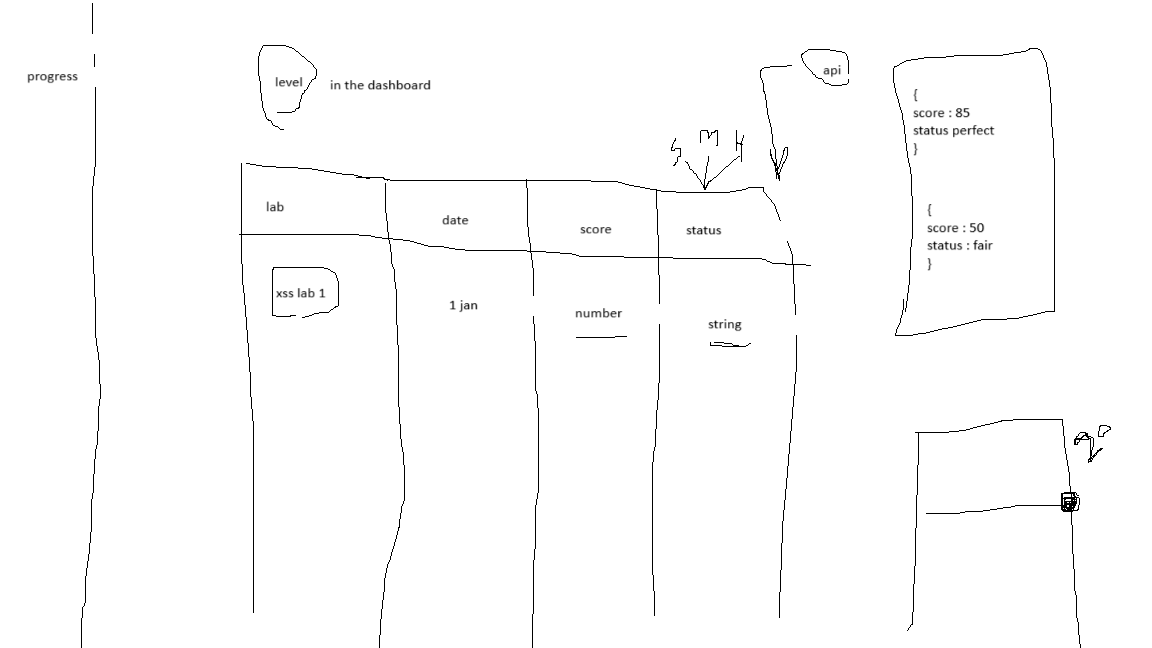 progress
level
in the dashboard
api
{
score : 85
status perfect
}
{
score : 50
status : fair
}
S M H
lab
date
score
status
xss lab 1
1 jan
number
string